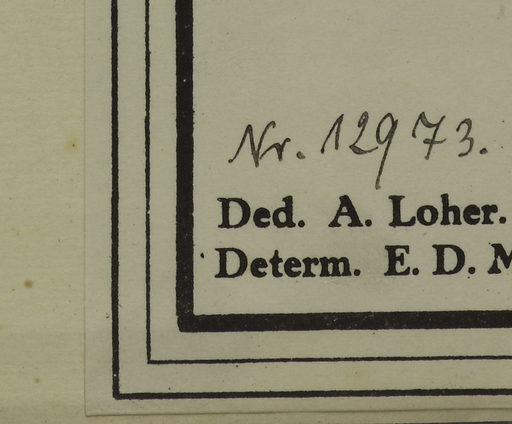 Nr. 12973.
Ded. A. Loher.
Determ. E. D. M